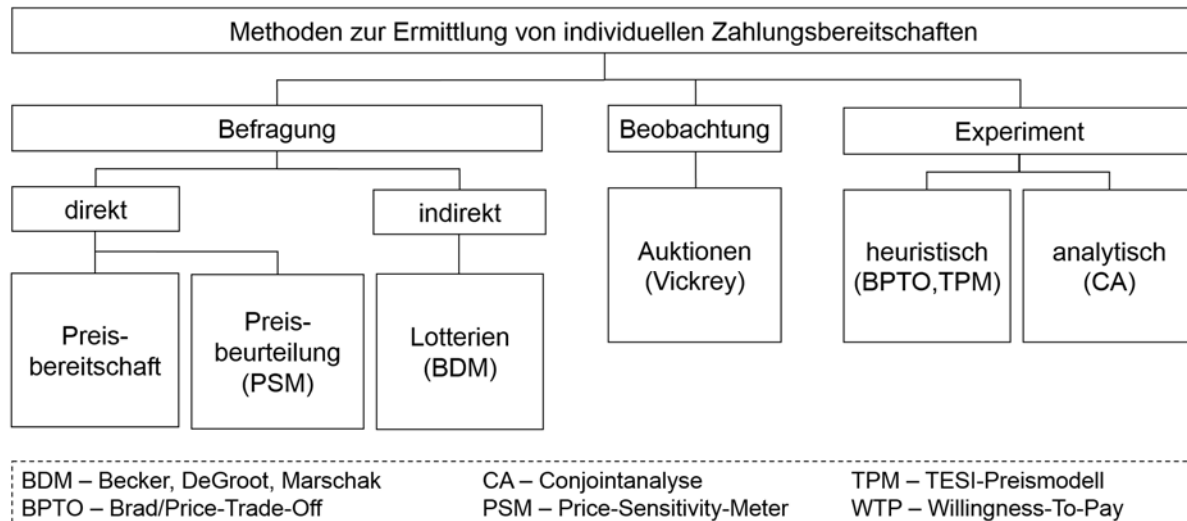 Methoden zur Ermittlung von individuellen Zahlungsbereitschaften
Befragung
Beobachtung
Experiment
direkt
indirekt
Preis-
bereitschaft
Preis-
beurteilung
(PSM)
Lotterien
(BDM)
Auktionen
(Vickrey)
heuristisch
(BPTO,TPM)
analytisch
(CA)
BDM – Becker, DeGroot, Marschak
CA – Conjointanalyse
TPM – TESI-Preismodell
BPTO – Brad/Price-Trade-Off
PSM – Price-Sensitivity-Meter
WTP – Willingness-To-Pay